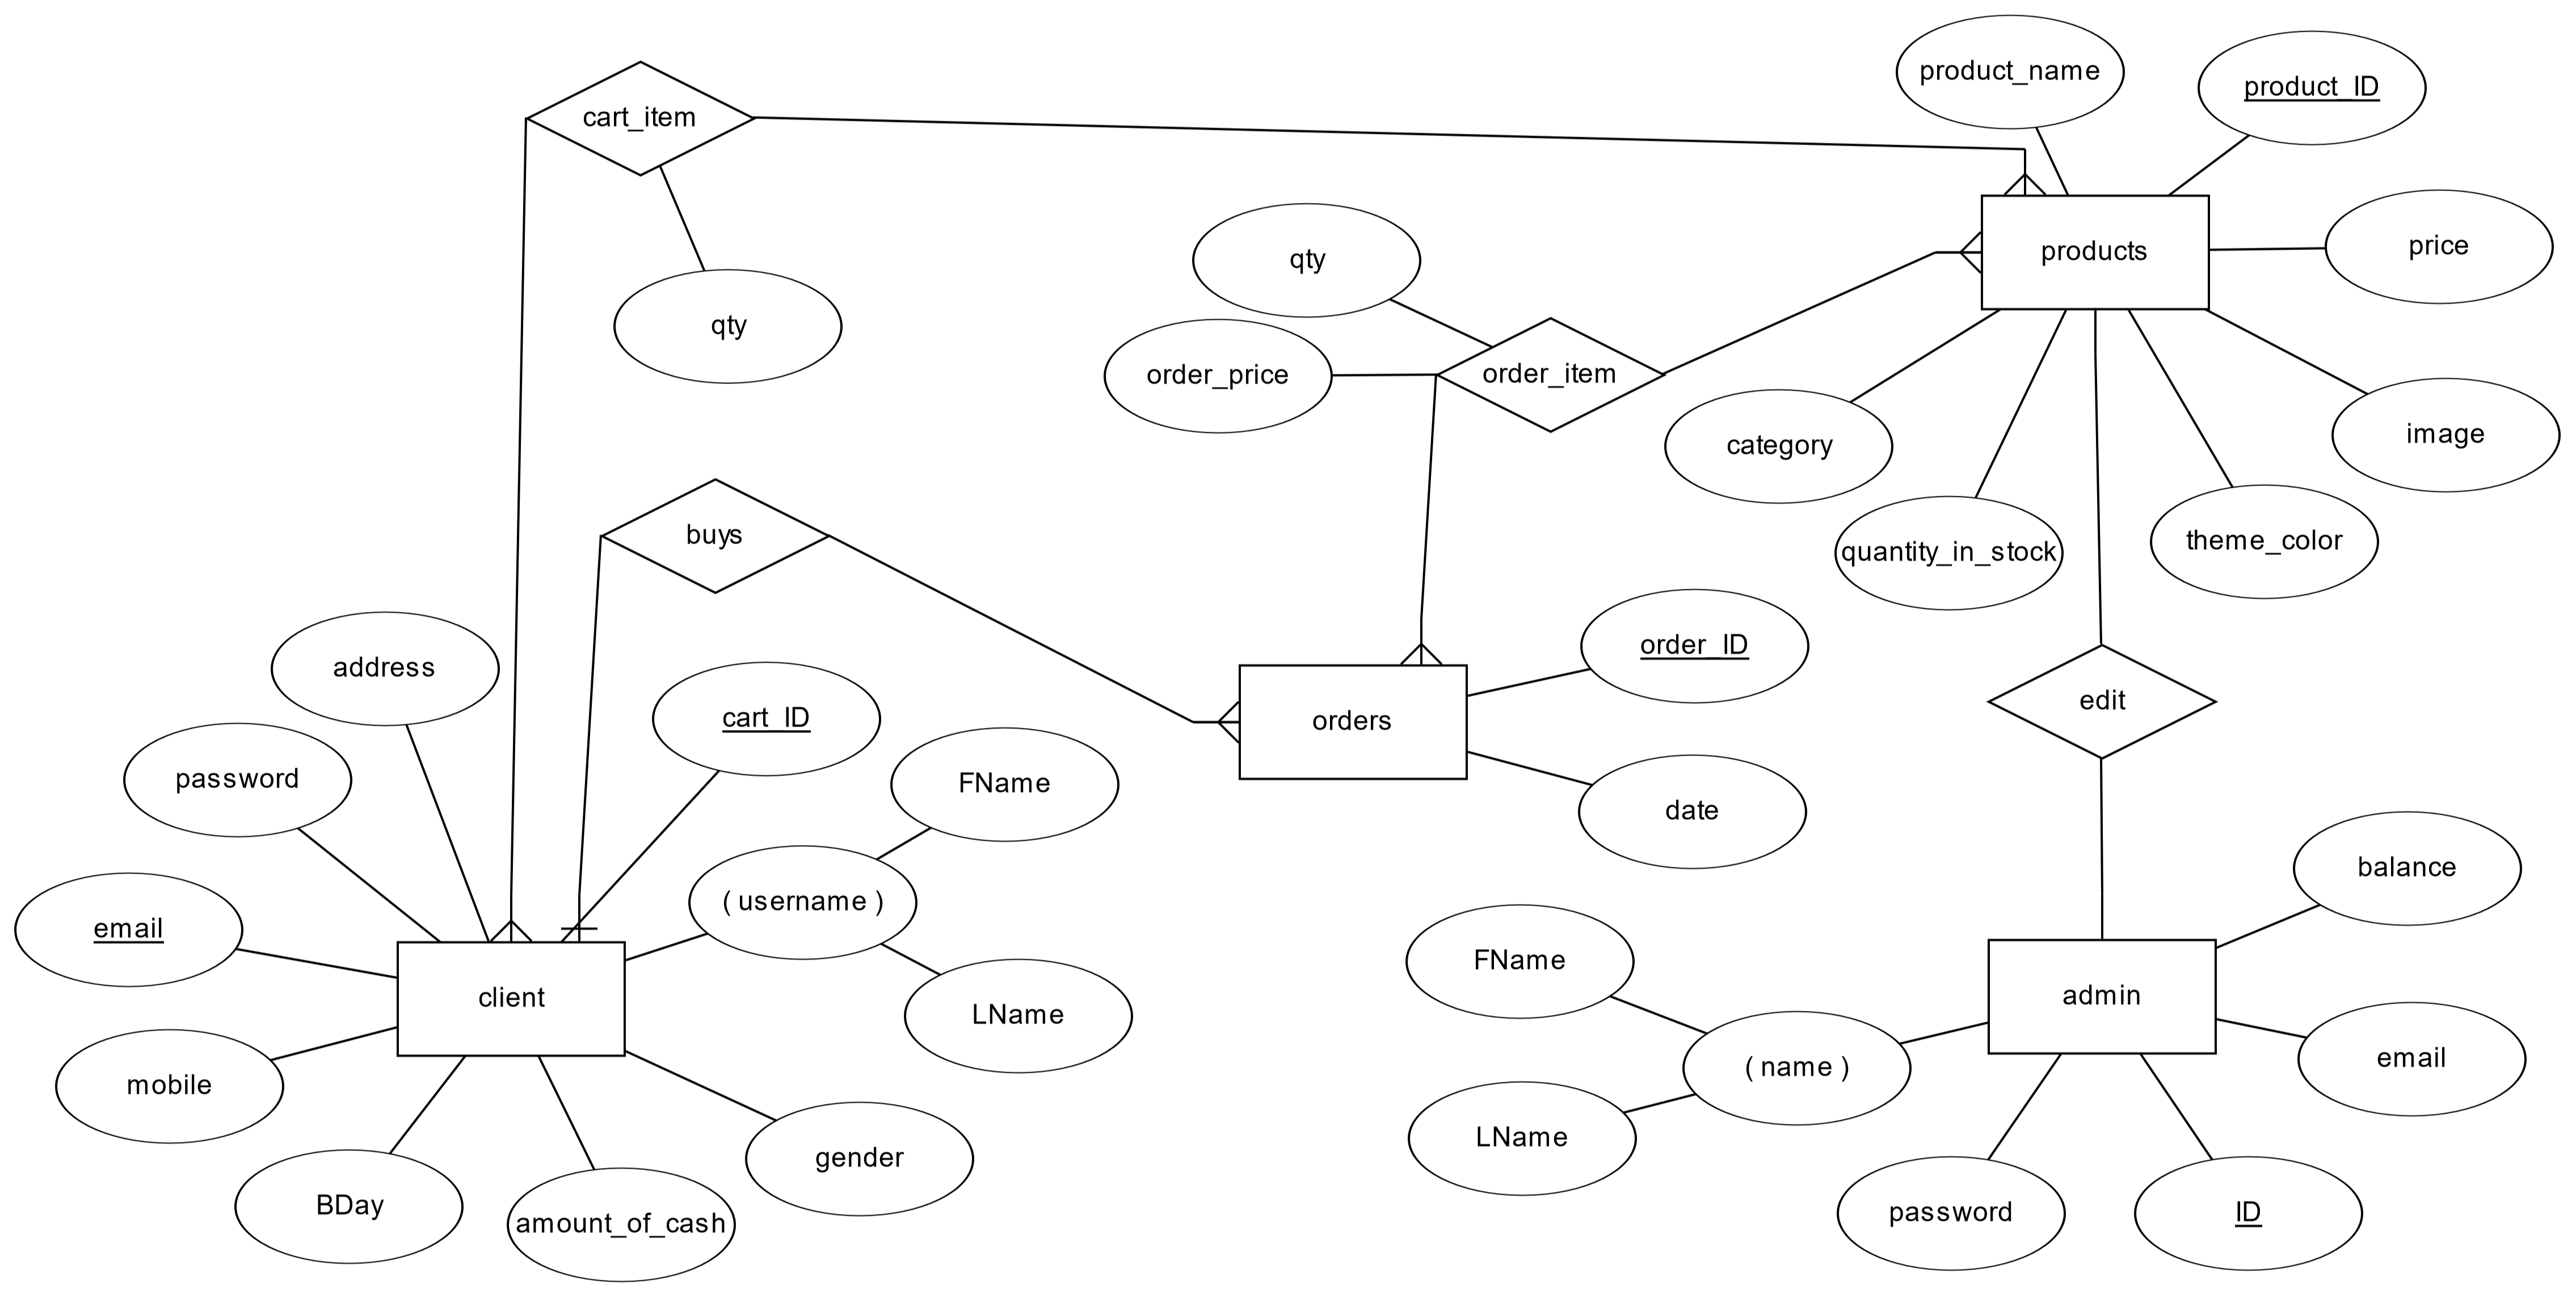 product_name
product_ID
cart_item
price
products
qty
qty
order_price
order_item
category
image
buys
quantity_in_stock
theme_color
address
order_ID
edit
cart_ID
orders
password
FName
date
balance
( username )
email
FName
client
admin
LName
mobile
( name )
email
LName
gender
BDay
amount_of_cash
password
ID